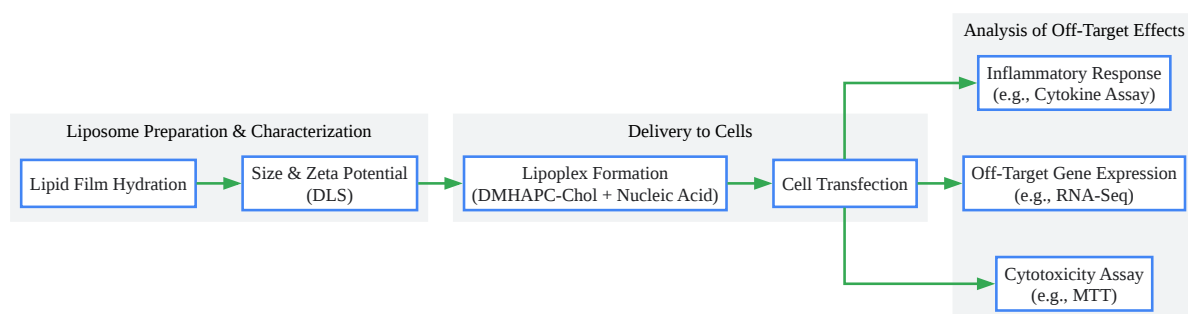 Liposome Preparation & Characterization
Lipid Film Hydration
Size & Zeta Potential
(DLS)
Delivery to Cells
Lipoplex Formation
(DMHAPC-Chol + Nucleic Acid)
Cell Transfection
Analysis of Off-Target Effects
Inflammatory Response
(e.g., Cytokine Assay)
Off-Target Gene Expression
(e.g., RNA-Seq)
Cytotoxicity Assay
(e.g., MTT)